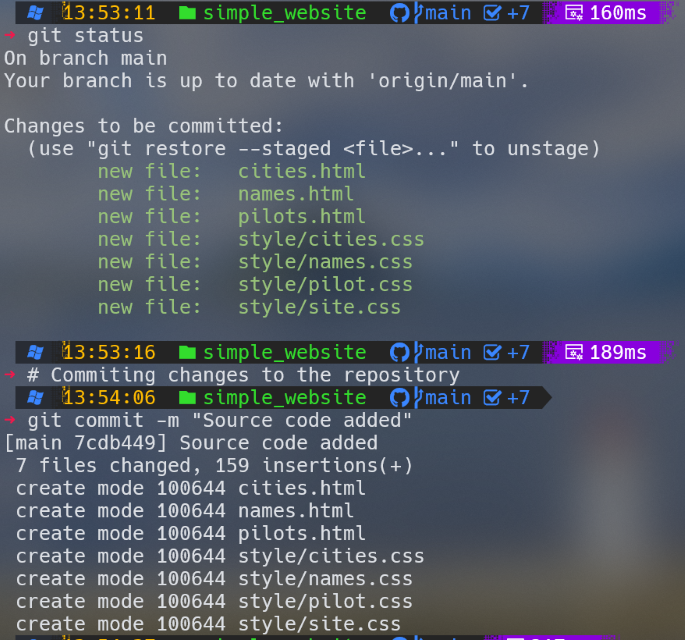 13:53:11 simple_website main +7 160ms
→ git status
On branch main
Your branch is up to date with 'origin/main'.
Changes to be committed:
(use "git restore --staged <file>..." to unstage)
new file: cities.html
new file: names.html
new file: pilots.html
new file: style/cities.css
new file: style/names.css
new file: style/pilot.css
new file: style/site.css
13:53:16 simple_website main +7 189ms
→ # Commiting changes to the repository
13:54:06 simple_website main +7
→ git commit -m "Source code added"
[main 7cdb449] Source code added
7 files changed, 159 insertions(+)
create mode 100644 cities.html
create mode 100644 names.html
create mode 100644 pilots.html
create mode 100644 style/cities.css
create mode 100644 style/names.css
create mode 100644 style/pilot.css
create mode 100644 style/site.css